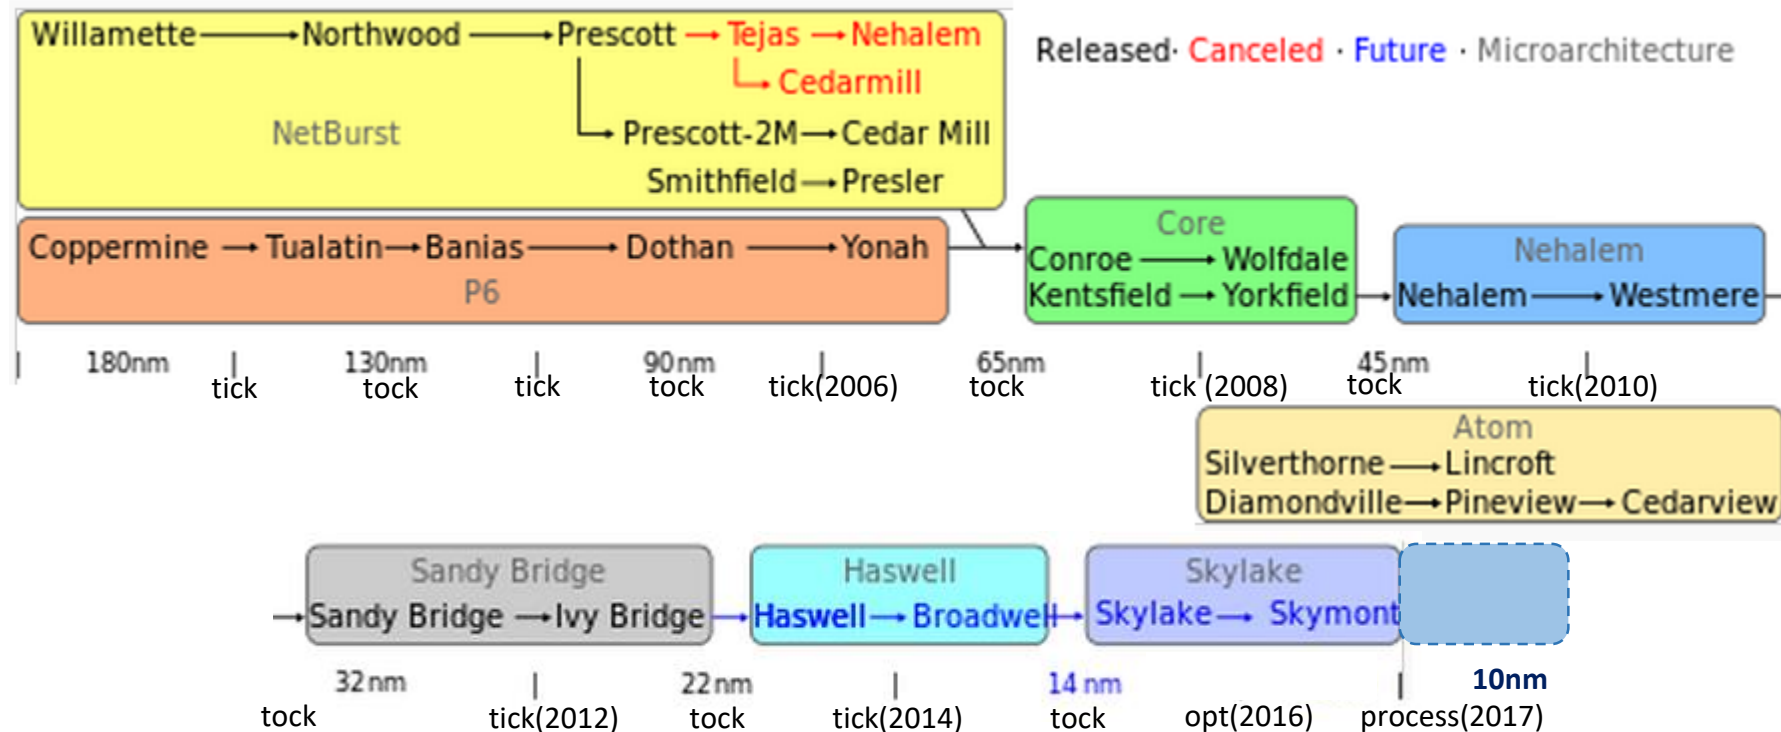 Willamette Northwood Prescott Tejas Nehalem
Released· Canceled · Future · Microarchitecture
Cedarmill
NetBurst Prescott-2M Cedar Mill
Smithfield Presler
Core
Coppermine Tualatin Banias Dothan Yonah
Conroe Wolfdale
Nehalem
P6
Kentsfield Yorkfield
Nehalem Westmere
180nm 130nm 90nm 65nm 45nm
tick tock tick tock tick(2006) tock tick (2008) tock tick(2010)
Atom
Silverthorne Lincroft
Diamondville Pineview Cedarview
Sandy Bridge Haswell Skylake
Sandy Bridge Ivy Bridge Haswell Broadwell Skylake Skymont
32nm 22nm 14 nm 10nm
tock tick(2012) tock tick(2014) tock opt(2016) process(2017)